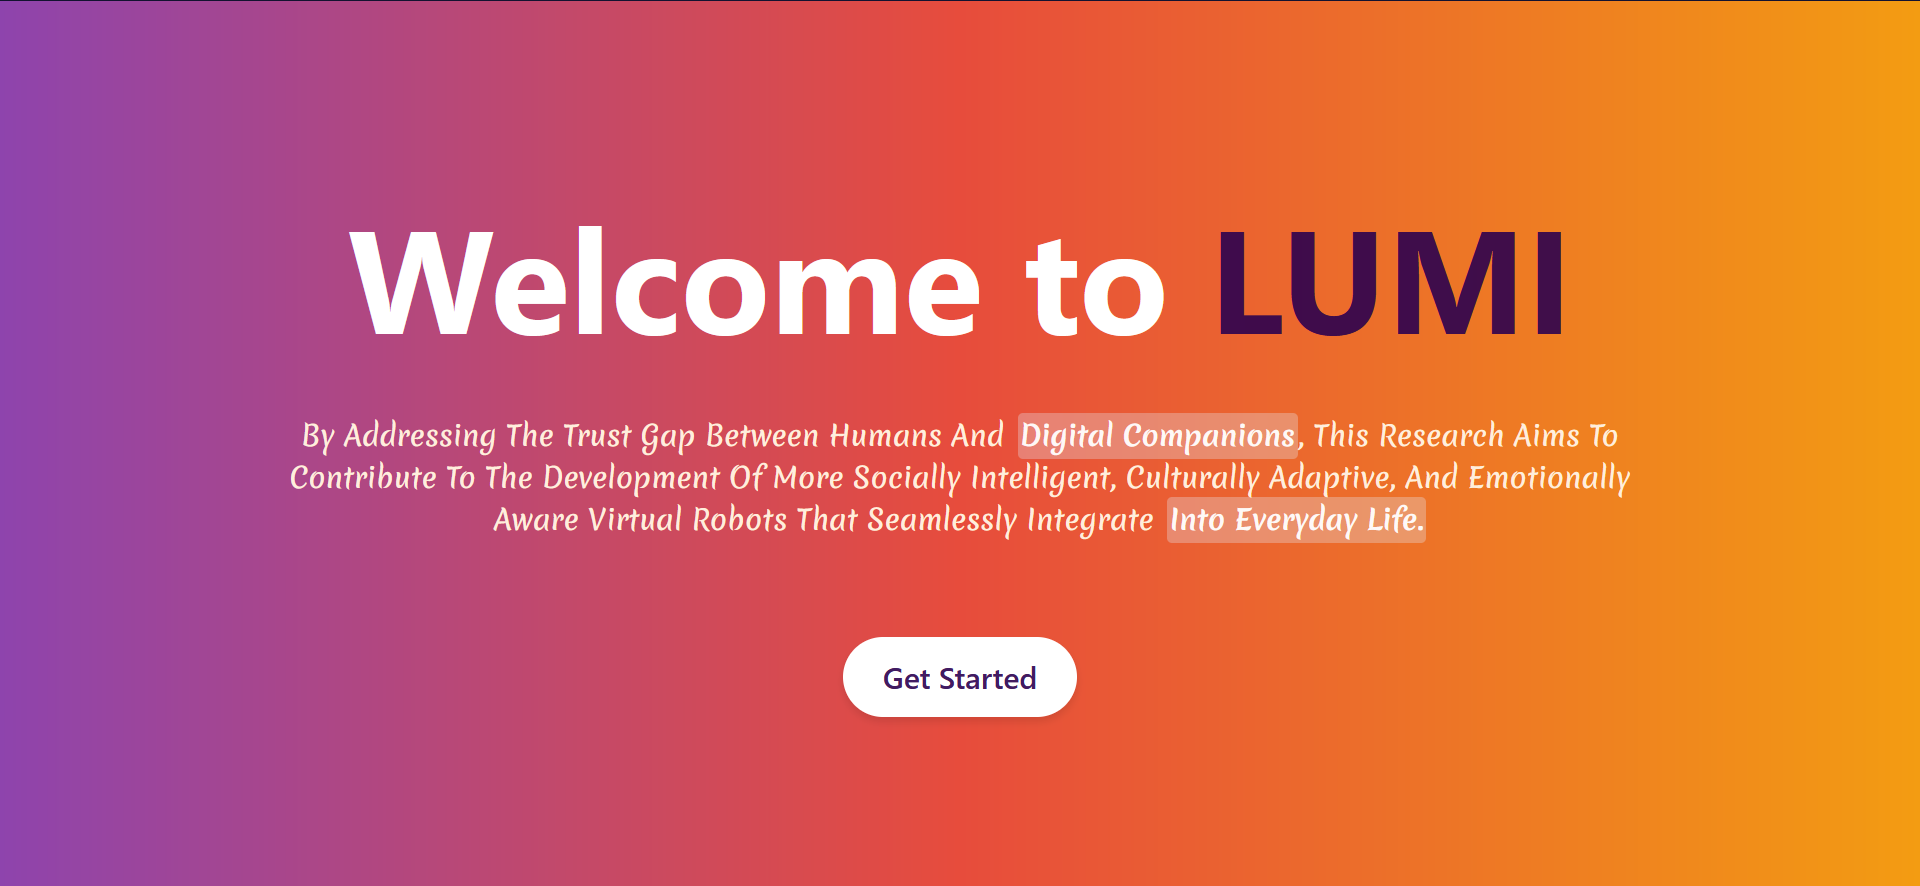 Welcome to LUMI
By Addressing The Trust Gap Between Humans And Digital Companions, This Research Aims To
Contribute To The Development Of More Socially Intelligent, Culturally Adaptive, And Emotionally
Aware Virtual Robots That Seamlessly Integrate Into Everyday Life.
Get Started